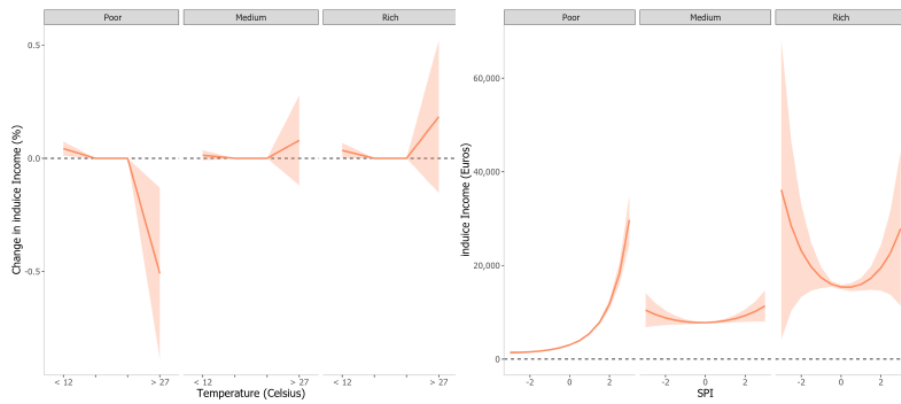 Poor Medium Rich
0.5
0.0
-0.5
Change in induice Income (%)
< 12 > 27 < 12 > 27 < 12 > 27
Temperature (Celsius)
Poor Medium Rich
60,000
40,000
20,000
0
induice Income (Euros)
-2 0 2 -2 0 2 -2 0 2
SPI